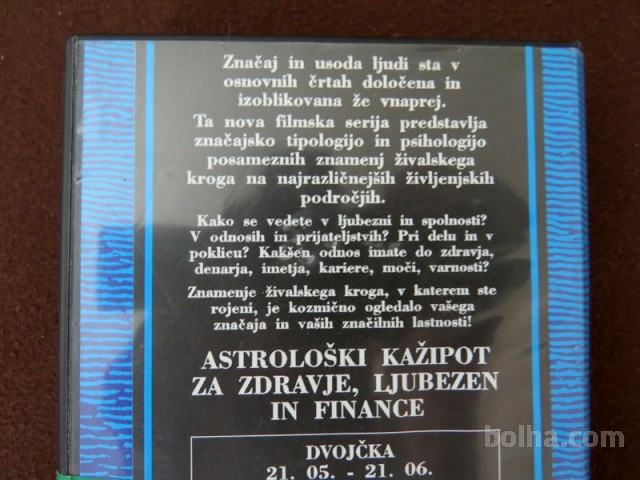 Značaj in usoda ljudi sta v
osnovnih črtah določena in
izoblikovana že vnaprej.
Ta nova filmska serija predstavlja
značajsko tipologijo in psihologijo
posameznih znamenj živalskega
kroga na najrazličnejših življenjskih
področjih.
Kako se vedete v ljubezni in spolnosti?
V odnosih in prijateljstvih? Pri delu in v
poklicu? Kakšen odnos imate do zdravja,
denarja, imetja, kariere, moči, varnosti?
Znamenje živalskega kroga, v katerem ste
rojeni, je kozmično ogledalo vašega
značaja in vaših značilnih lastnosti!
ASTROLOŠKI KAŽIPOT
ZA ZDRAVJE, LJUBEZEN
IN FINANCE
DVOJČKA
21. 05. - 21. 06.
bolha.com